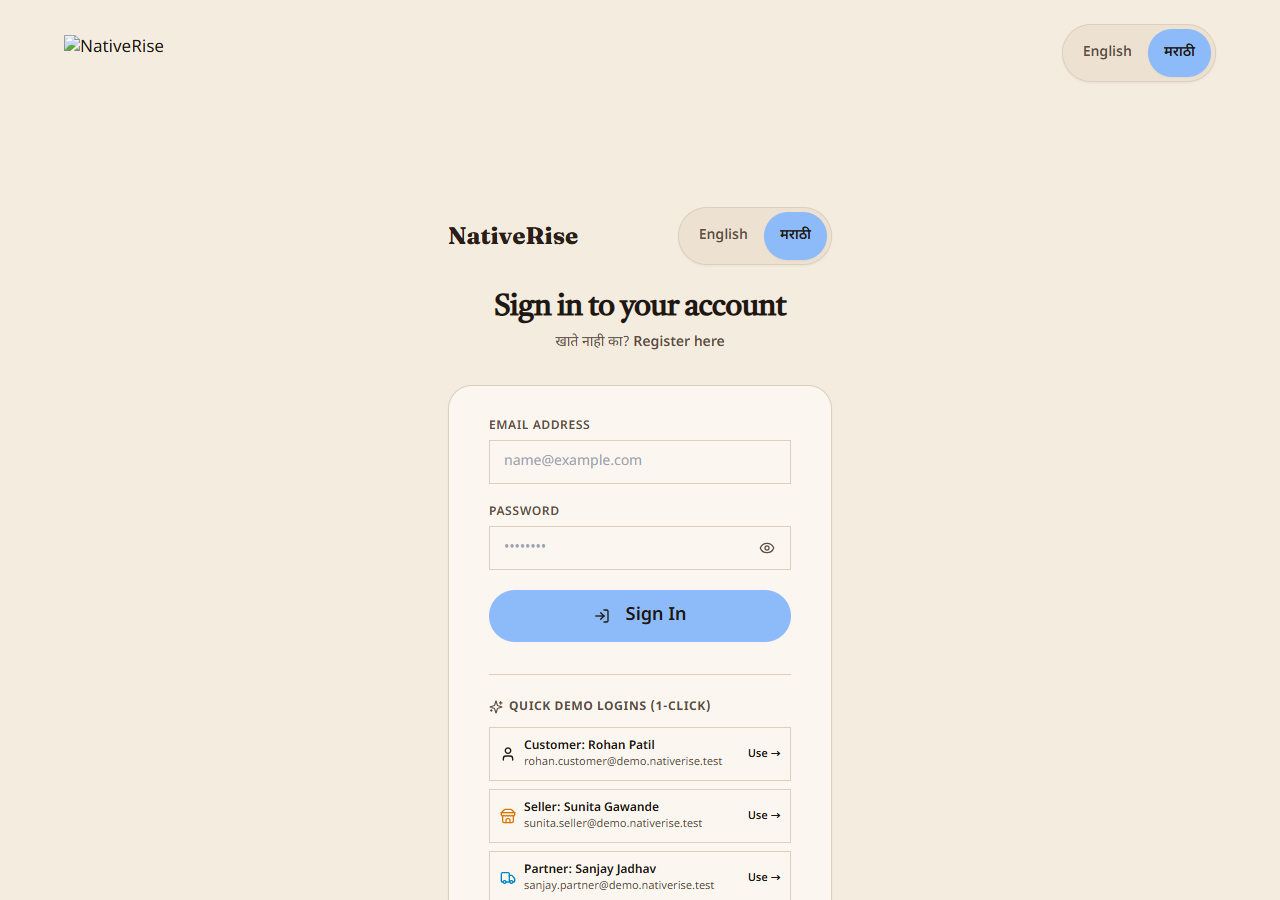 NativeRise
English मराठी
NativeRise
English मराठी
Sign in to your account
खाते नाही का? Register here
EMAIL ADDRESS
name@example.com
PASSWORD
••••••••
Sign In
QUICK DEMO LOGINS (1-CLICK)
Customer: Rohan Patil
rohan.customer@demo.nativerise.test
Use →
Seller: Sunita Gawande
sunita.seller@demo.nativerise.test
Use →
Partner: Sanjay Jadhav
sanjay.partner@demo.nativerise.test
Use →